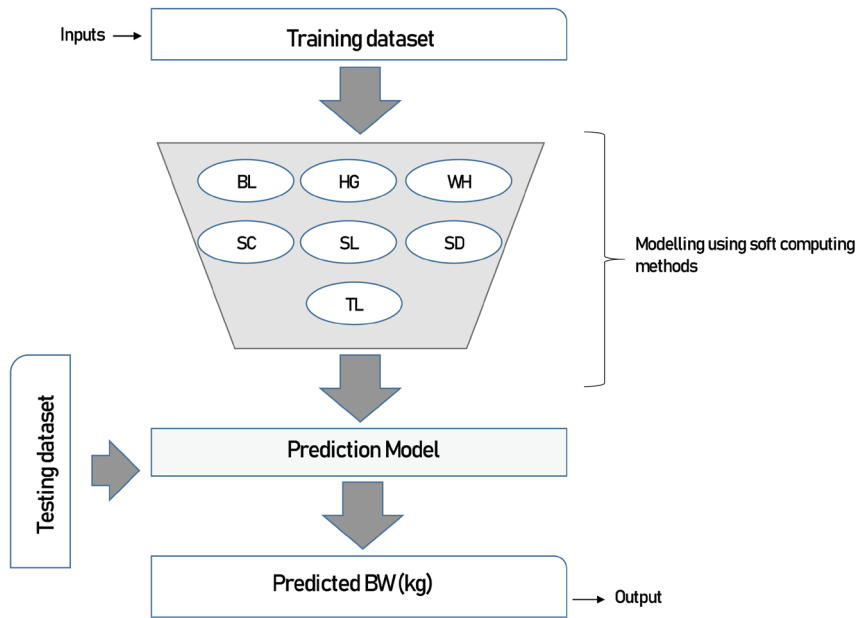 Inputs
Training dataset
BL
HG
WH
SC
SL
SD
TL
Modelling using soft computing
methods
Testing dataset
Prediction Model
Predicted BW (kg)
Output